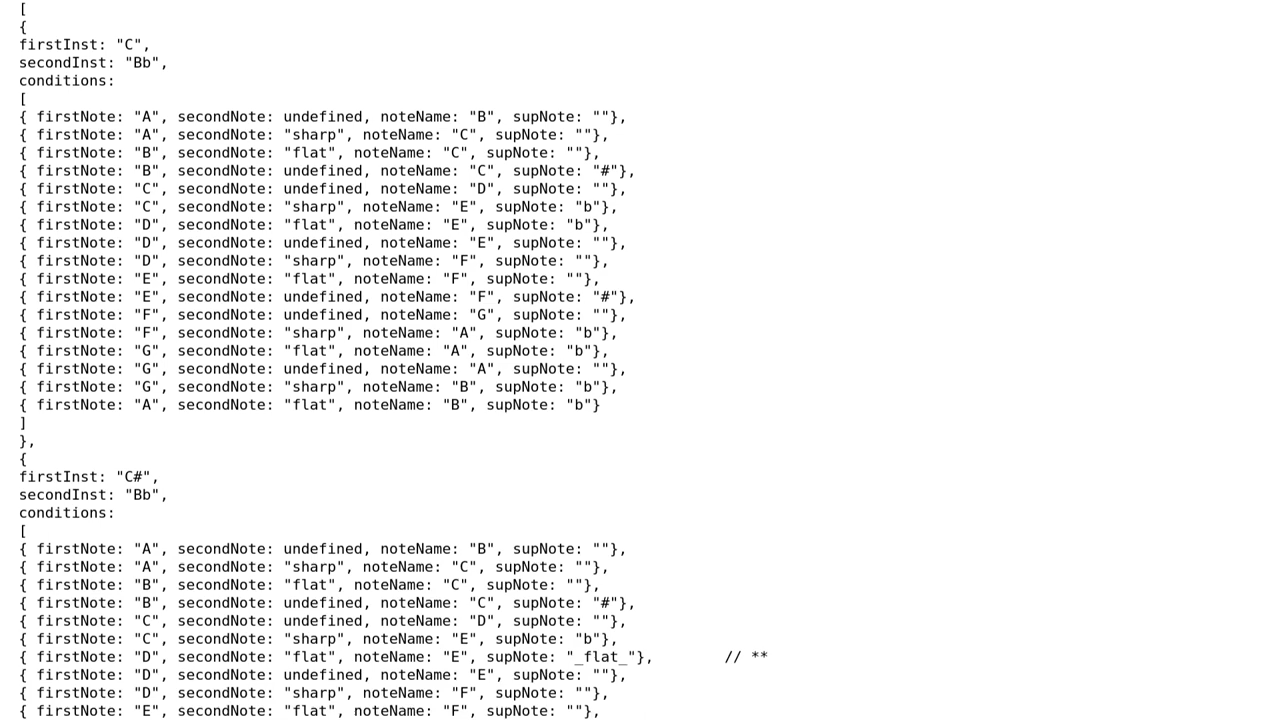 [
{
firstInst: "C",
secondInst: "Bb",
conditions:
[
{ firstNote: "A", secondNote: undefined, noteName: "B", supNote: ""},
{ firstNote: "A", secondNote: "sharp", noteName: "C", supNote: ""},
{ firstNote: "B", secondNote: "flat", noteName: "C", supNote: ""},
{ firstNote: "B", secondNote: undefined, noteName: "C", supNote: "#"},
{ firstNote: "C", secondNote: undefined, noteName: "D", supNote: ""},
{ firstNote: "C", secondNote: "sharp", noteName: "E", supNote: "b"},
{ firstNote: "D", secondNote: "flat", noteName: "E", supNote: "b"},
{ firstNote: "D", secondNote: undefined, noteName: "E", supNote: ""},
{ firstNote: "D", secondNote: "sharp", noteName: "F", supNote: ""},
{ firstNote: "E", secondNote: "flat", noteName: "F", supNote: ""},
{ firstNote: "E", secondNote: undefined, noteName: "F", supNote: "#"},
{ firstNote: "F", secondNote: undefined, noteName: "G", supNote: ""},
{ firstNote: "F", secondNote: "sharp", noteName: "A", supNote: "b"},
{ firstNote: "G", secondNote: "flat", noteName: "A", supNote: "b"},
{ firstNote: "G", secondNote: undefined, noteName: "A", supNote: ""},
{ firstNote: "G", secondNote: "sharp", noteName: "B", supNote: "b"},
{ firstNote: "A", secondNote: "flat", noteName: "B", supNote: "b"}
]
},
{
firstInst: "C#",
secondInst: "Bb",
conditions:
[
{ firstNote: "A", secondNote: undefined, noteName: "B", supNote: ""},
{ firstNote: "A", secondNote: "sharp", noteName: "C", supNote: ""},
{ firstNote: "B", secondNote: "flat", noteName: "C", supNote: ""},
{ firstNote: "B", secondNote: undefined, noteName: "C", supNote: "#"},
{ firstNote: "C", secondNote: undefined, noteName: "D", supNote: ""},
{ firstNote: "C", secondNote: "sharp", noteName: "E", supNote: "b"},
{ firstNote: "D", secondNote: "flat", noteName: "E", supNote: "_flat_"}, // **
{ firstNote: "D", secondNote: undefined, noteName: "E", supNote: ""},
{ firstNote: "D", secondNote: "sharp", noteName: "F", supNote: ""},
{ firstNote: "E", secondNote: "flat", noteName: "F", supNote: ""},